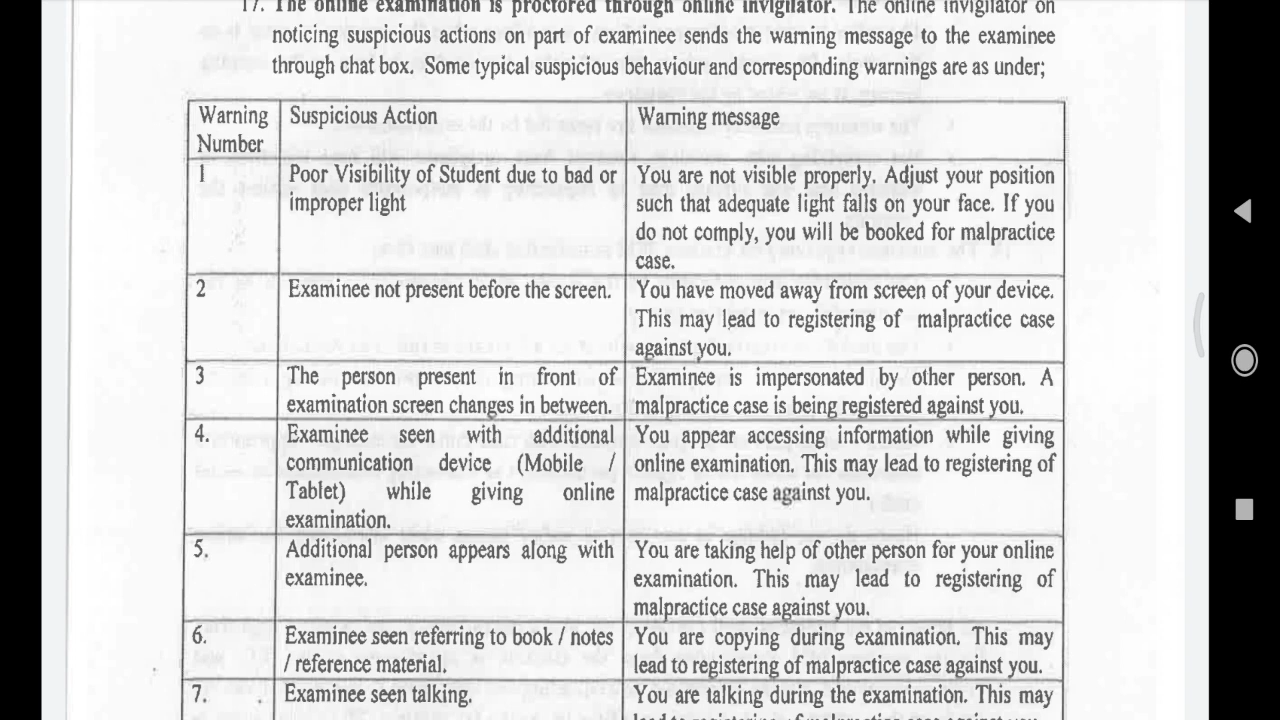 17. The online examination is proctored through online invigilator. The online invigilator on
noticing suspicious actions on part of examinee sends the warning message to the examinee
through chat box. Some typical suspicious behaviour and corresponding warnings are as under;
Warning Number
Suspicious Action
Warning message
1
Poor Visibility of Student due to bad or
improper light
You are not visible properly. Adjust your position
such that adequate light falls on your face. If you
do not comply, you will be booked for malpractice
case.
2
Examinee not present before the screen.
You have moved away from screen of your device.
This may lead to registering of malpractice case
against you.
3
The person present in front of
examination screen changes in between.
Examinee is impersonated by other person. A
malpractice case is being registered against you.
4.
Examinee seen with additional
communication device (Mobile /
Tablet) while giving online
examination.
You appear accessing information while giving
online examination. This may lead to registering of
malpractice case against you.
5.
Additional person appears along with
examinee.
You are taking help of other person for your online
examination. This may lead to registering of
malpractice case against you.
6.
Examinee seen referring to book / notes
/ reference material.
You are copying during examination. This may
lead to registering of malpractice case against you.
7.
Examinee seen talking.
You are talking during the examination. This may
lead to registering of malpractice case against you.